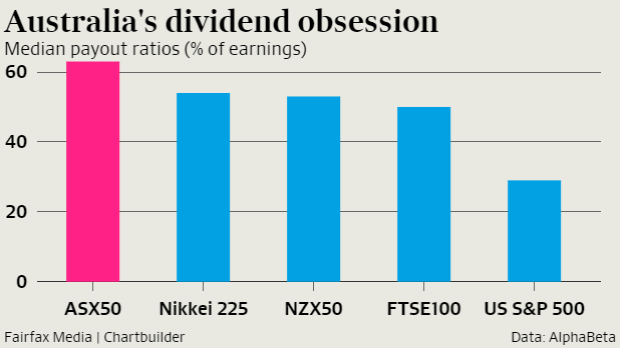 Australia's dividend obsession
Median payout ratios (% of earnings)
60
40
20
0
ASX50 Nikkei 225 NZX50 FTSE100 US S&P 500
Fairfax Media | Chartbuilder Data: AlphaBeta